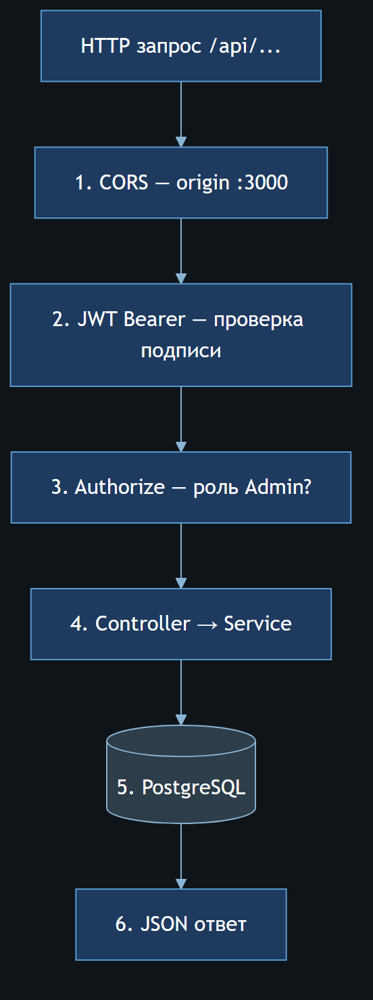 HTTP запрос /api/...
1. CORS — origin :3000
2. JWT Bearer — проверка
подписи
3. Authorize — роль Admin?
4. Controller → Service
5. PostgreSQL
6. JSON ответ